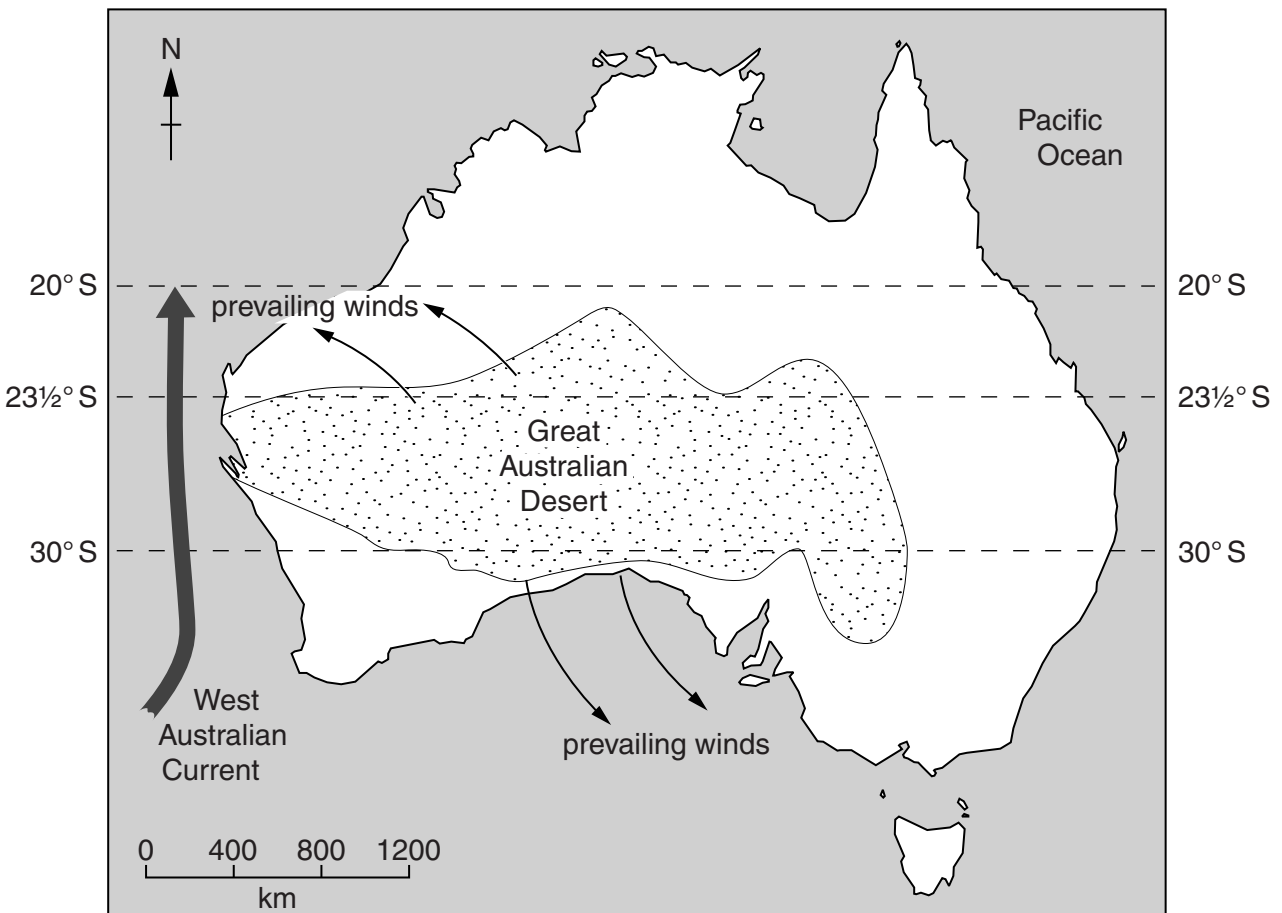 N
Pacific
Ocean
20° S
20° S
prevailing winds
23½° S
23½° S
Great
Australian
Desert
30° S
30° S
West
Australian
Current
prevailing winds
0 400 800 1200
km